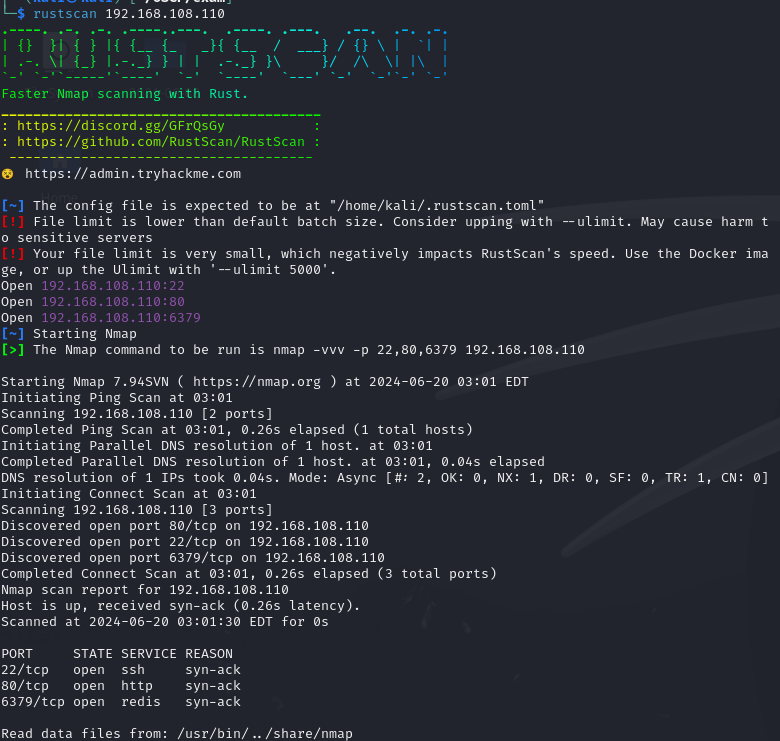 └─$ rustscan 192.168.108.110
.----. .-. .-. .----..---.  .----. .---.   .--.  .-. .-.
| {}  }| { } |{ {__ {_   _}{ {__  /  ___} / {} \ |  `| |
| .-. \| {_} |.-._} } | |  .-._} }\     }/  /\  \| |\  |
`-' `-'`-----'`----'  `-'  `----'  `---' `-'  `-'`-' `-'
Faster Nmap scanning with Rust.
________________________________________
: https://discord.gg/GFrQsGy           :
: https://github.com/RustScan/RustScan :
 --------------------------------------
😵 https://admin.tryhackme.com
[~] The config file is expected to be at "/home/kali/.rustscan.toml"
[!] File limit is lower than default batch size. Consider upping with --ulimit. May cause harm t
o sensitive servers
[!] Your file limit is very small, which negatively impacts RustScan's speed. Use the Docker ima
ge, or up the Ulimit with '--ulimit 5000'.
Open 192.168.108.110:22
Open 192.168.108.110:80
Open 192.168.108.110:6379
[~] Starting Nmap
[>] The Nmap command to be run is nmap -vvv -p 22,80,6379 192.168.108.110
Starting Nmap 7.94SVN ( https://nmap.org ) at 2024-06-20 03:01 EDT
Initiating Ping Scan at 03:01
Scanning 192.168.108.110 [2 ports]
Completed Ping Scan at 03:01, 0.26s elapsed (1 total hosts)
Initiating Parallel DNS resolution of 1 host. at 03:01
Completed Parallel DNS resolution of 1 host. at 03:01, 0.04s elapsed
DNS resolution of 1 IPs took 0.04s. Mode: Async [#: 2, OK: 0, NX: 1, DR: 0, SF: 0, TR: 1, CN: 0]
Initiating Connect Scan at 03:01
Scanning 192.168.108.110 [3 ports]
Discovered open port 80/tcp on 192.168.108.110
Discovered open port 22/tcp on 192.168.108.110
Discovered open port 6379/tcp on 192.168.108.110
Completed Connect Scan at 03:01, 0.26s elapsed (3 total ports)
Nmap scan report for 192.168.108.110
Host is up, received syn-ack (0.26s latency).
Scanned at 2024-06-20 03:01:30 EDT for 0s
PORT     STATE SERVICE REASON
22/tcp   open  ssh     syn-ack
80/tcp   open  http    syn-ack
6379/tcp open  redis   syn-ack
Read data files from: /usr/bin/../share/nmap